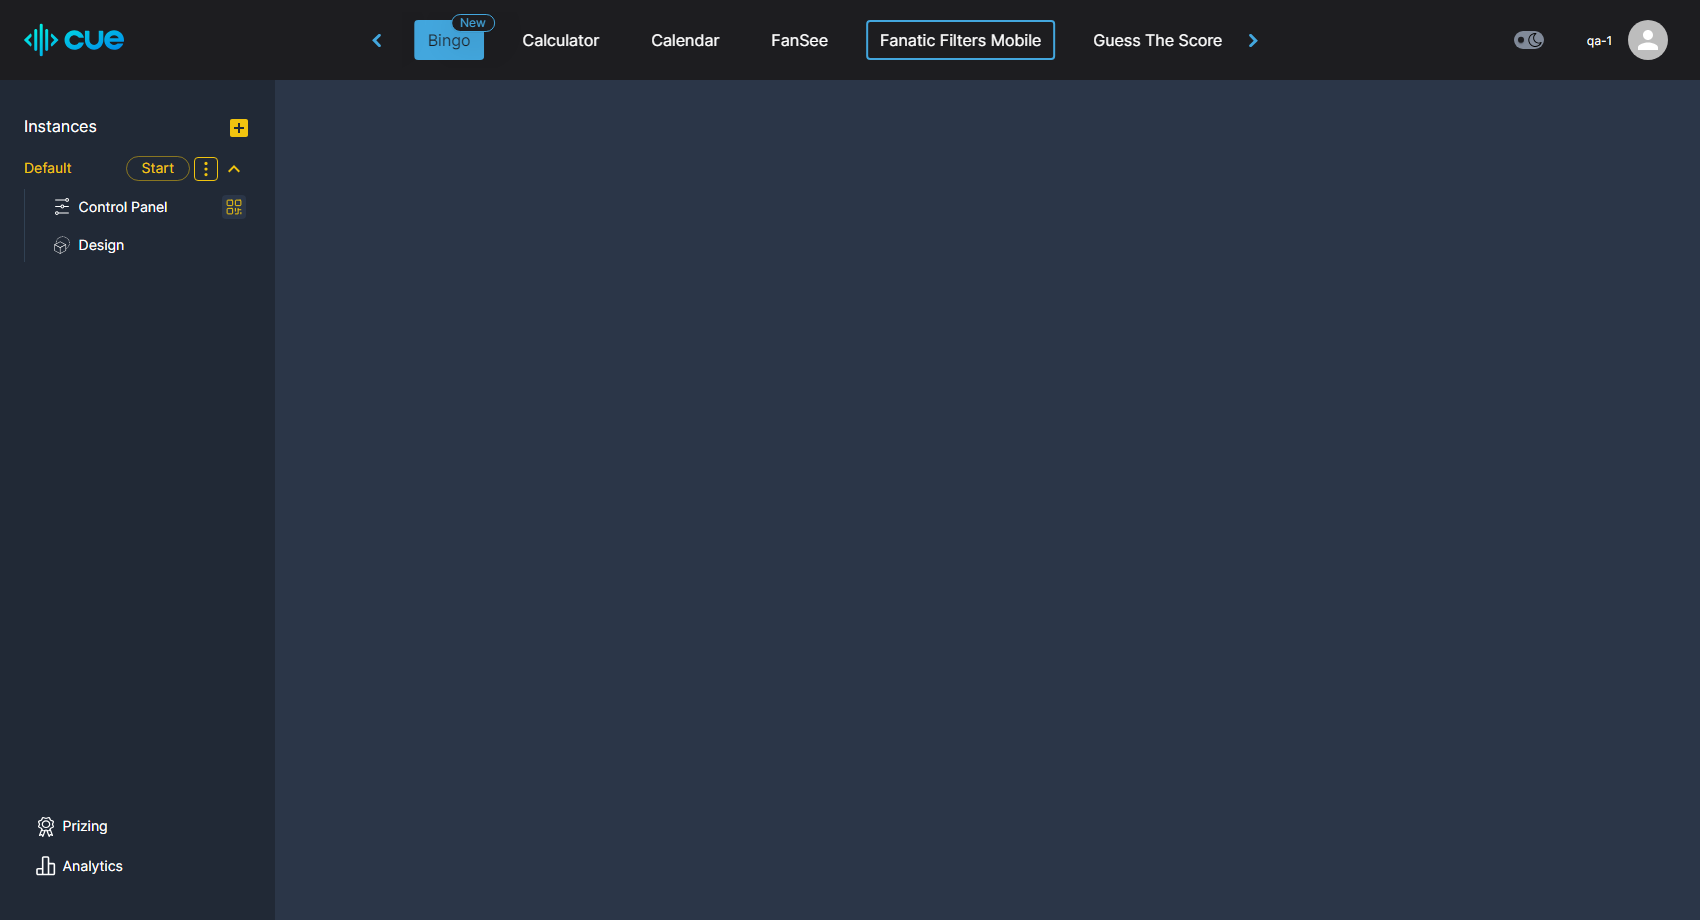 cue
New
Bingo
Calculator
Calendar
FanSee
Fanatic Filters Mobile
Guess The Score
qa-1
Instances
Default
Start
Control Panel
Design
Prizing
Analytics